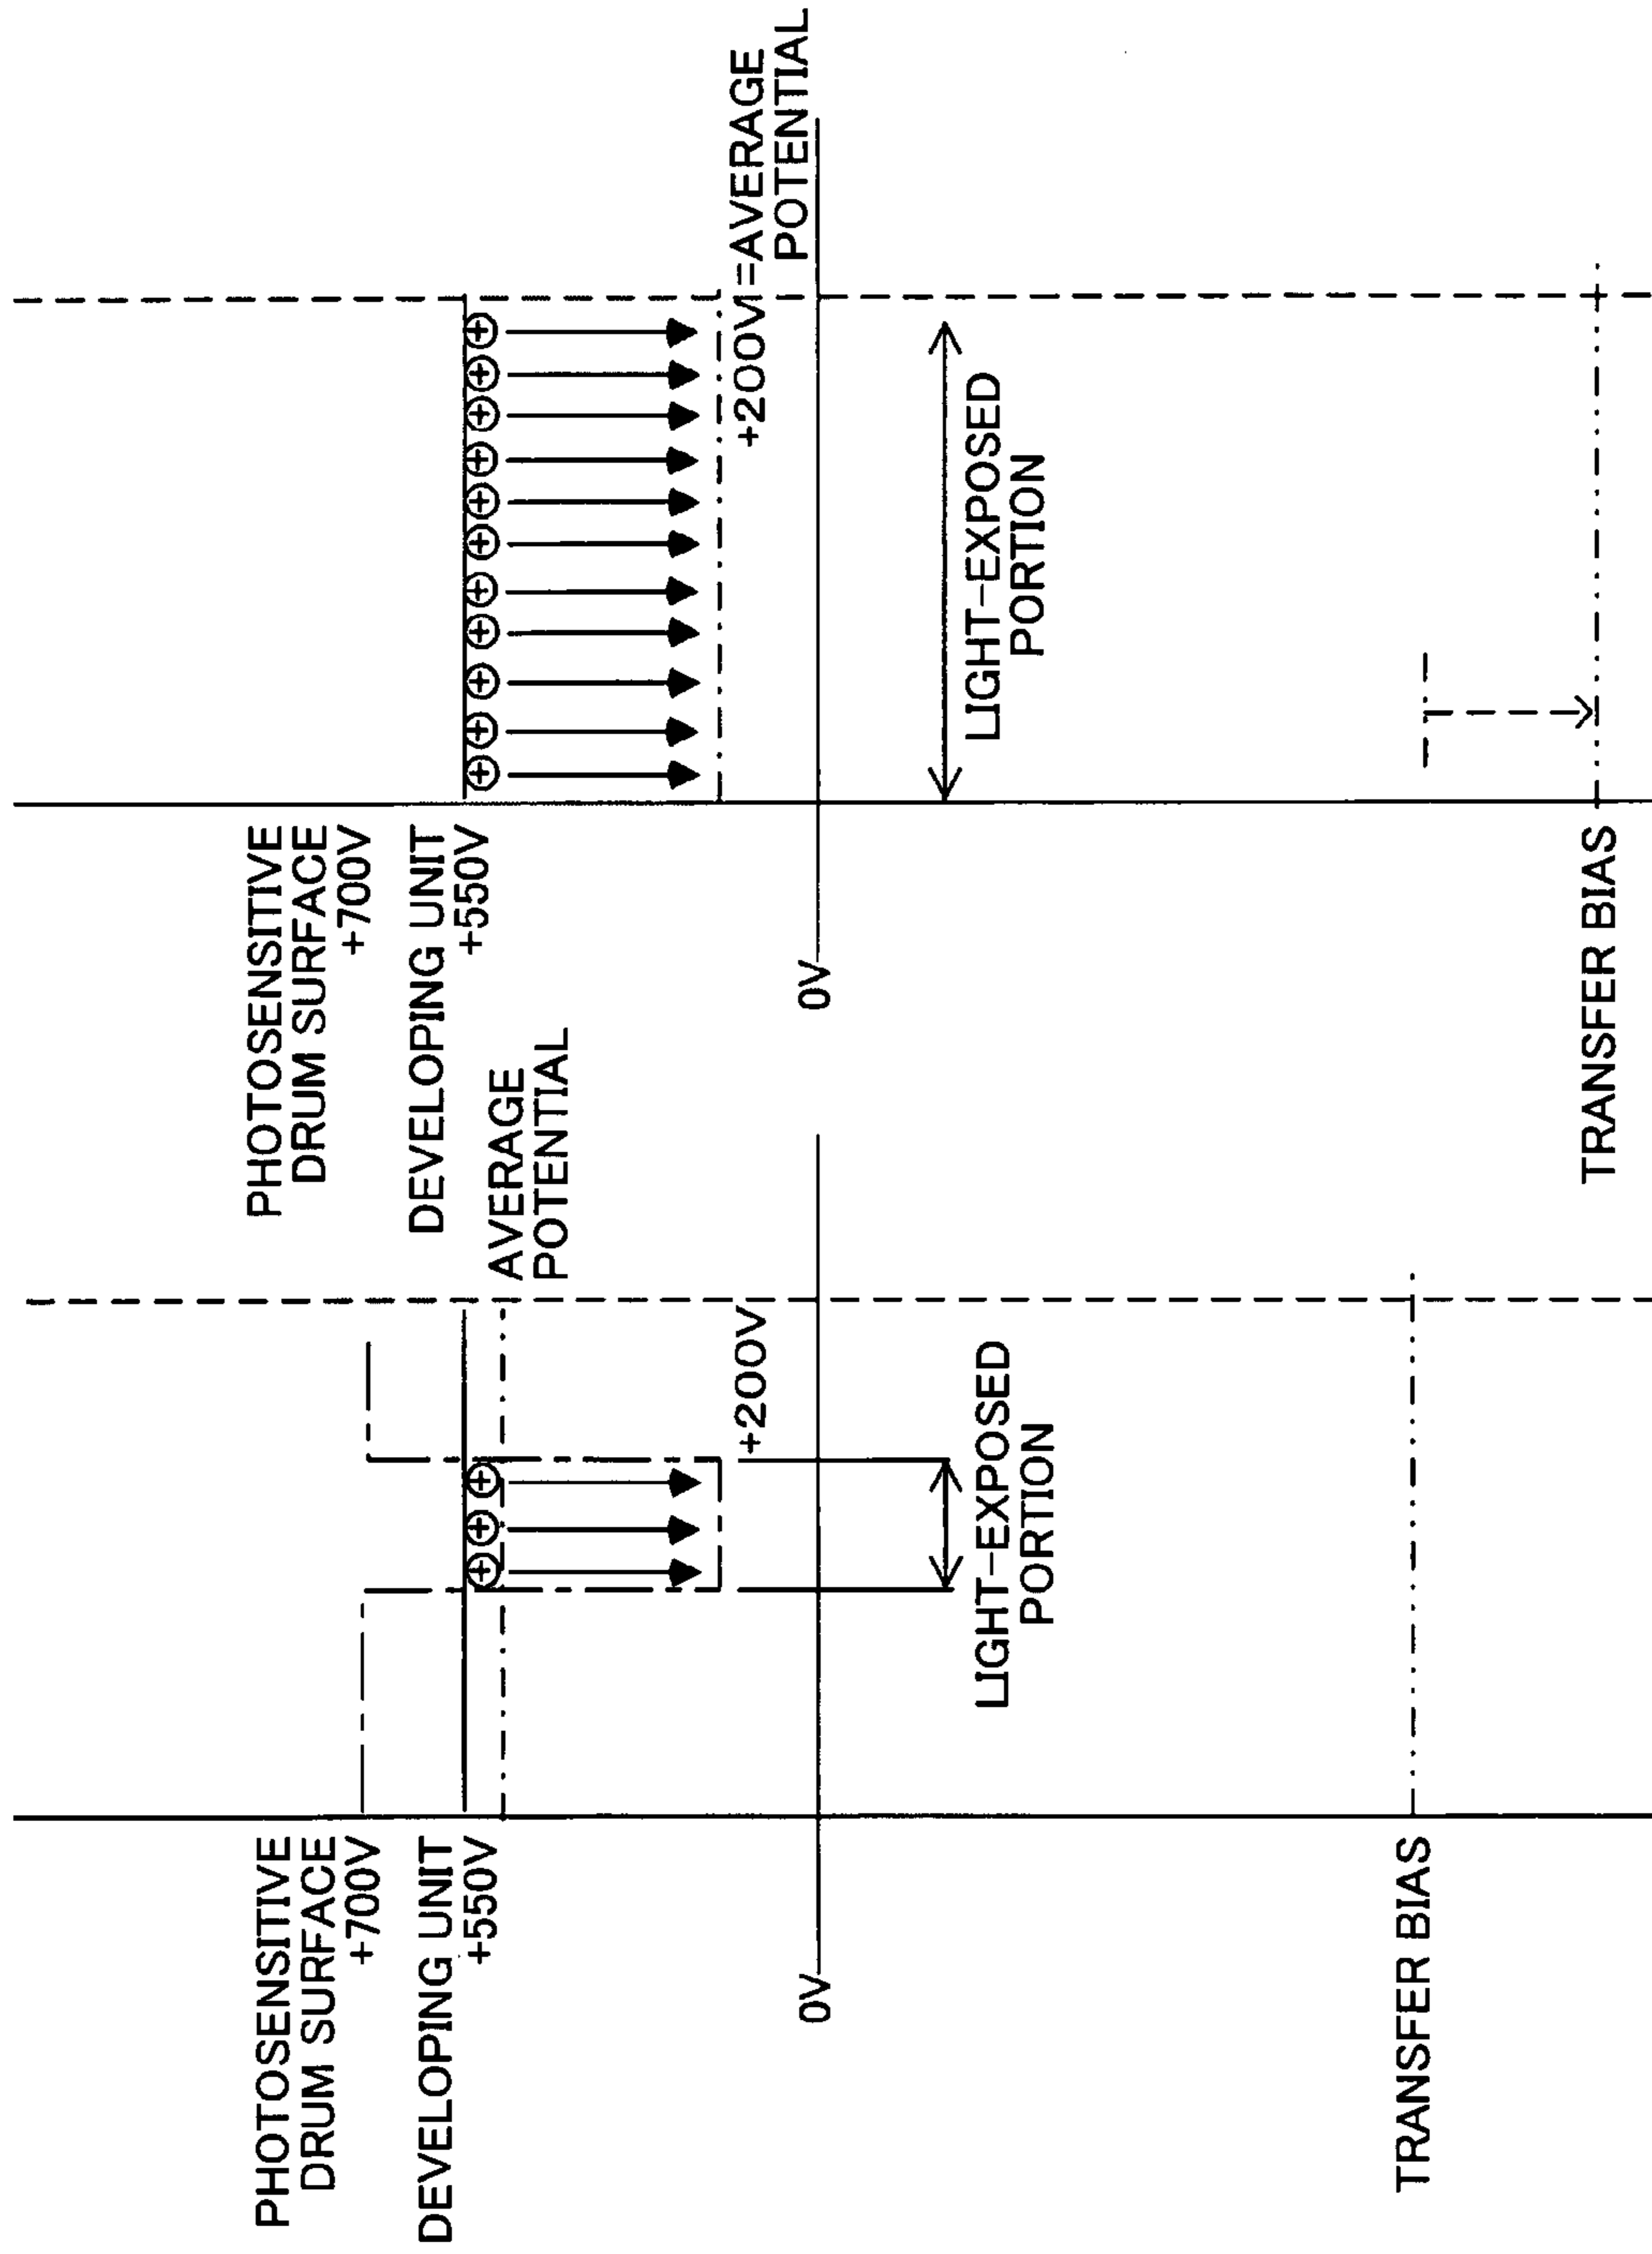 PHOTOSENSITIVE
DRUM SURFACE
+700V
DEVELOPING UNIT
+550V
AVERAGE
POTENTIAL
+200V
0V
LIGHT-EXPOSED
PORTION
TRANSFER BIAS
PHOTOSENSITIVE
DRUM SURFACE
+700V
DEVELOPING UNIT
+550V
+200V=AVERAGE
POTENTIAL
0V
LIGHT-EXPOSED
PORTION
TRANSFER BIAS